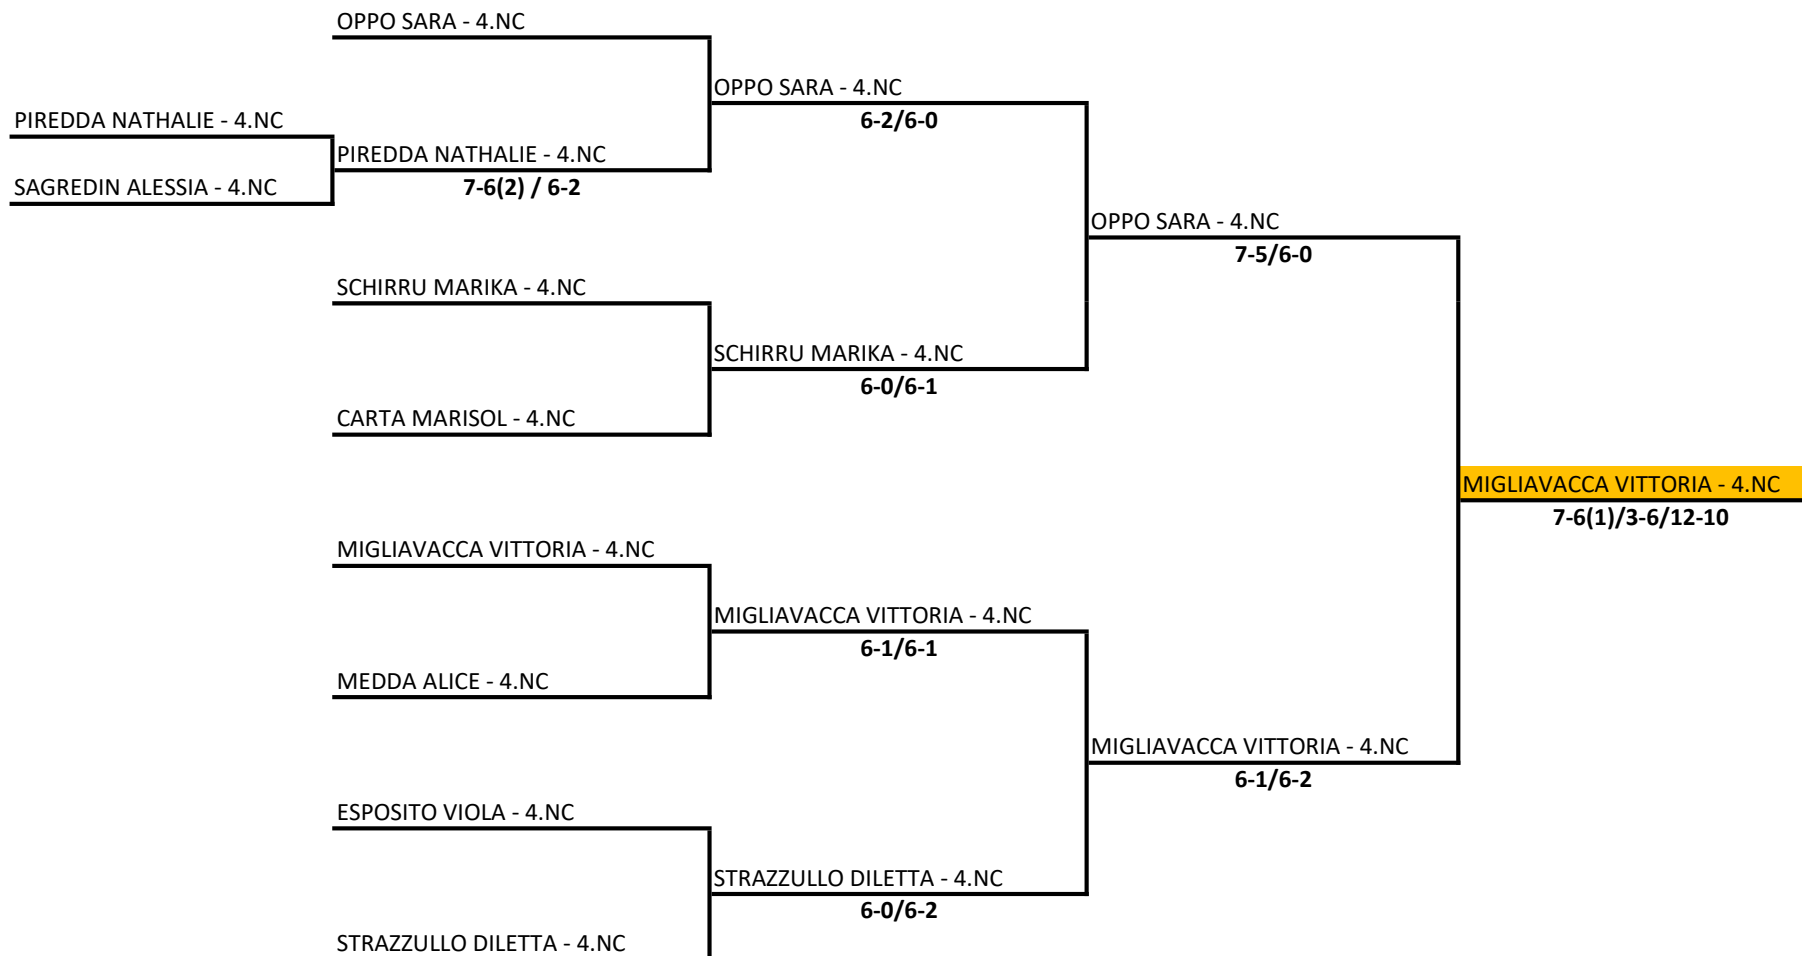 OPPO SARA - 4.NC
OPPO SARA - 4.NC
PIREDDA NATHALIE - 4.NC
6-2/6-0
PIREDDA NATHALIE - 4.NC
SAGREDIN ALESSIA - 4.NC
7-6(2) / 6-2
OPPO SARA - 4.NC
7-5/6-0
SCHIRRU MARIKA - 4.NC
SCHIRRU MARIKA - 4.NC
6-0/6-1
CARTA MARISOL - 4.NC
MIGLIAVACCA VITTORIA - 4.NC
7-6(1)/3-6/12-10
MIGLIAVACCA VITTORIA - 4.NC
MIGLIAVACCA VITTORIA - 4.NC
6-1/6-1
MEDDA ALICE - 4.NC
MIGLIAVACCA VITTORIA - 4.NC
6-1/6-2
ESPOSITO VIOLA - 4.NC
STRAZZULLO DILETTA - 4.NC
6-0/6-2
STRAZZULLO DILETTA - 4.NC